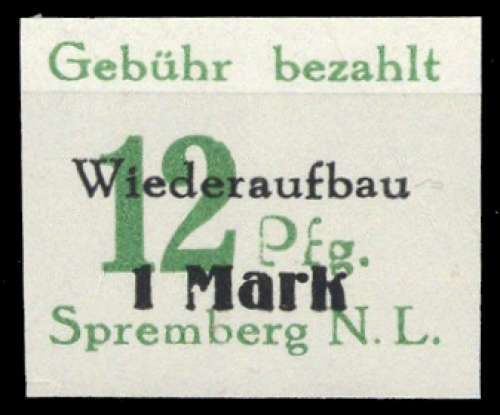 Gebühr bezahlt
12
Wiederaufbau
Pfg.
1 Mark
Spremberg N. L.